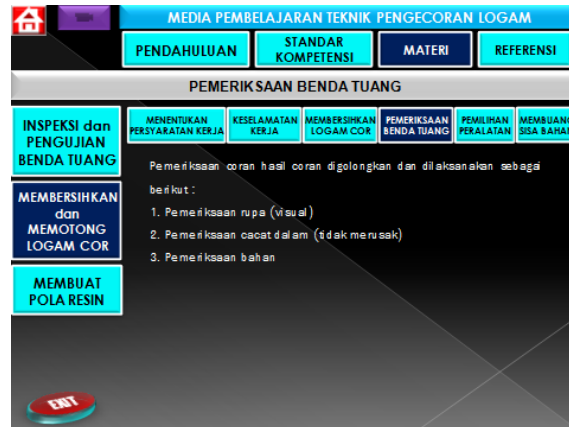 MEDIA PEMBELAJARAN TEKNIK PENGECORAN LOGAM
PENDAHULUAN
STANDAR
KOMPETENSI
MATERI
REFERENSI
PEMERIKSAAN BENDA TUANG
INSPEKSI dan
PENGUJIAN
BENDA TUANG
MEMBERSIHKAN
dan
MEMOTONG
LOGAM COR
MEMBUAT
POLA RESIN
MENENTUKAN
PERSYARATAN KERJA
KESELAMATAN
KERJA
MEMBERSIHKAN
LOGAM COR
PEMERIKSAAN
BENDA TUANG
PEMILIHAN
PERALATAN
MEMBUANG
SISA BAHAN
Pemeriksaan coran hasil coran digolongkan dan dilaksanakan sebagai
berikut :
1. Pemeriksaan rupa (visual)
2. Pemeriksaan cacat dalam (tidak merusak)
3. Pemeriksaan bahan
EXIT